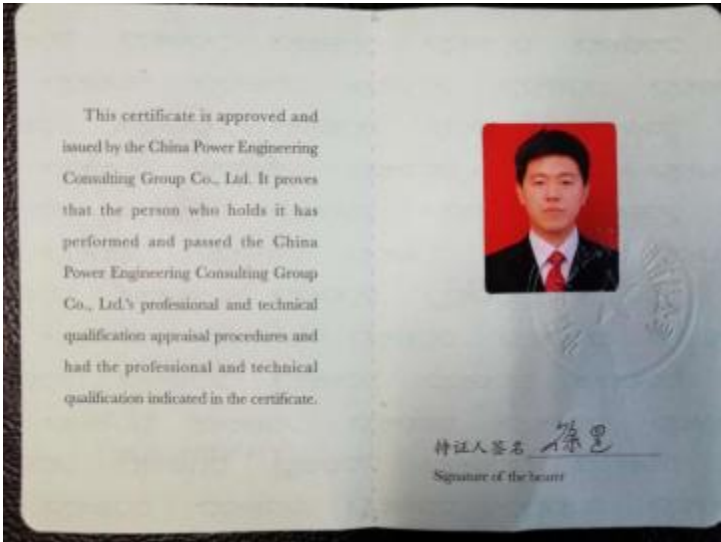 This certificate is approved and
issued by the China Power Engineering
Consulting Group Co., Ltd. It proves
that the person who holds it has
performed and passed the China
Power Engineering Consulting Group
Co., Ltd.'s professional and technical
qualification appraisal procedures and
had the professional and technical
qualification indicated in the certificate.
持证人签名
Signature of the bearer